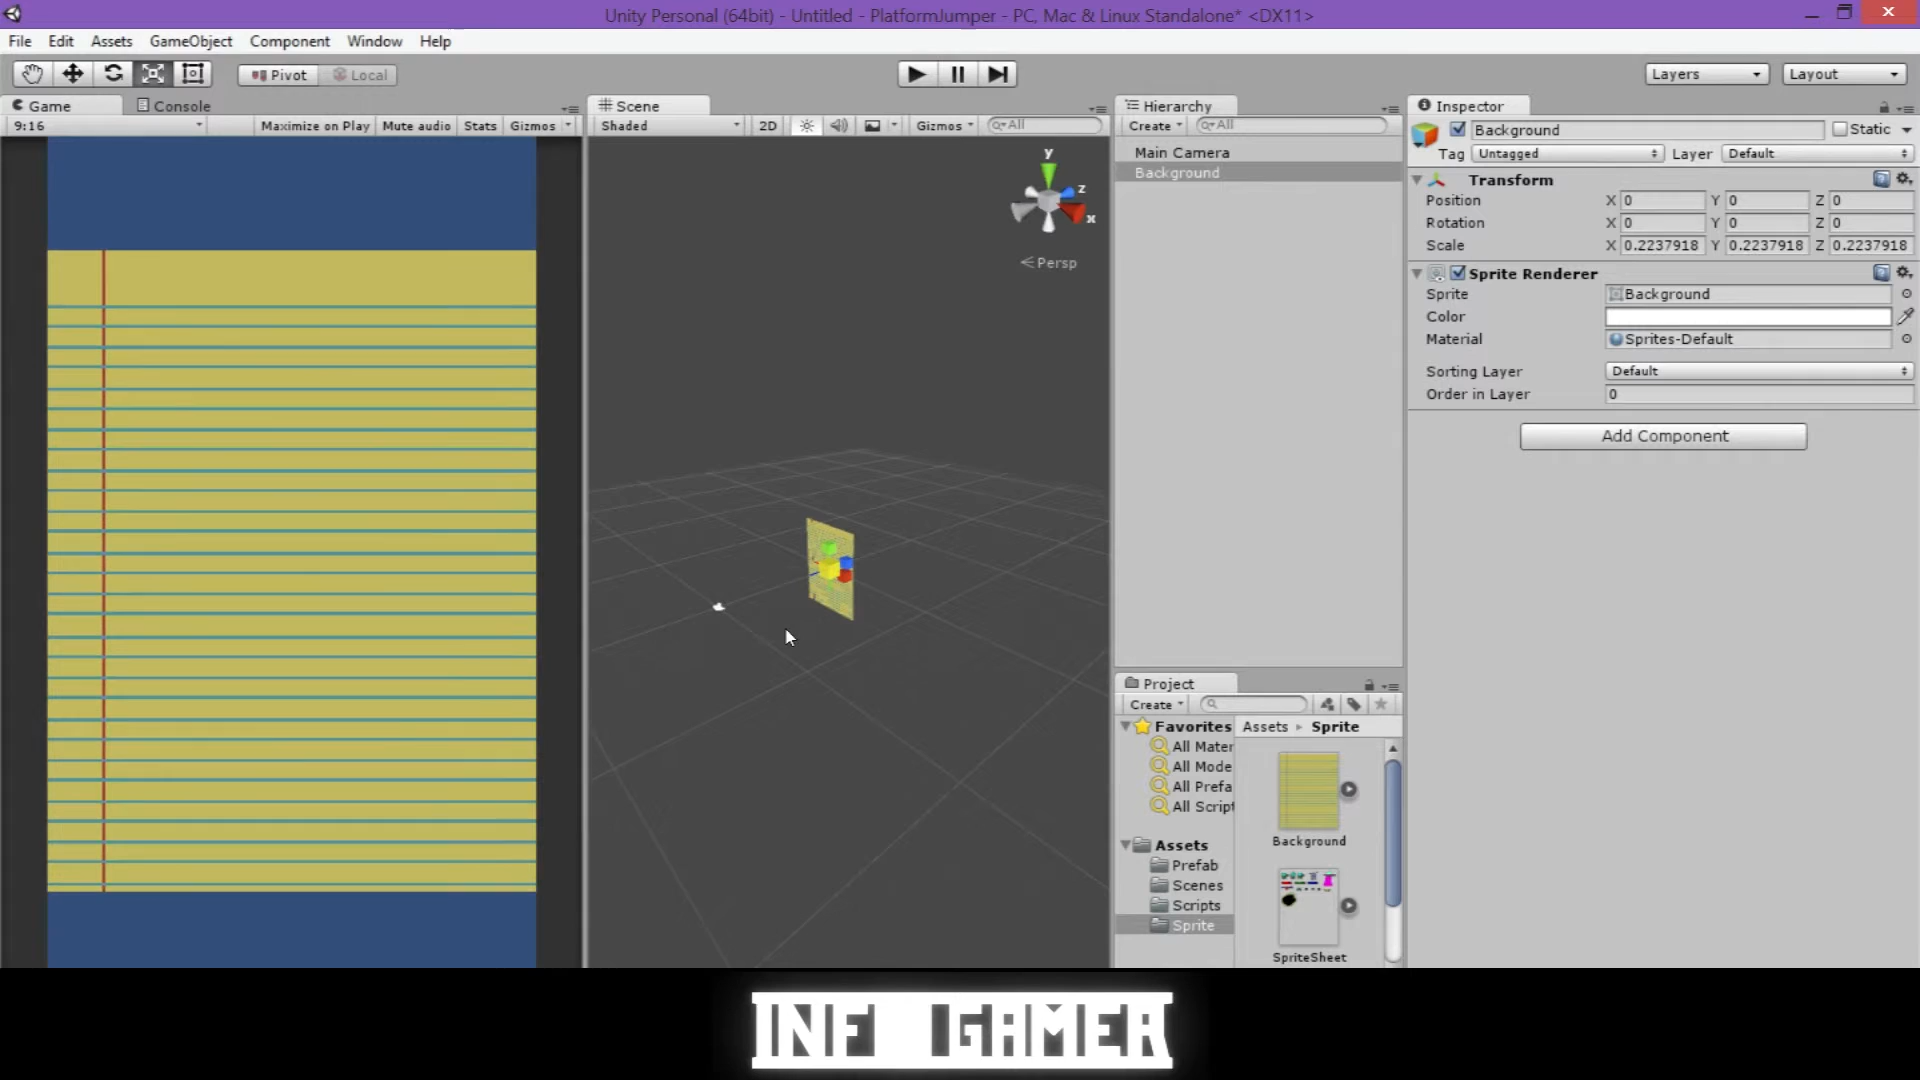 Unity Personal (64bit) - Untitled - PlatformJumper - PC, Mac & Linux Standalone* <DX11>
File Edit Assets GameObject Component Window Help
Pivot Local Layers Layout
Game Console
9:16 Maximize on Play Mute audio Stats Gizmos
Scene
Shaded 2D Gizmos All
y
z
x
Persp
Hierarchy
Create All
Main Camera
Background
Project
Create
Favorites
All Mater
All Mode
All Prefa
All Script
Assets
Prefab
Scenes
Scripts
Sprite
Assets Sprite
Background
SpriteSheet
Inspector
Background Static
Tag Untagged Layer Default
Transform
Position X 0 Y 0 Z 0
Rotation X 0 Y 0 Z 0
Scale X 0.2237918 Y 0.2237918 Z 0.2237918
Sprite Renderer
Sprite Background
Color
Material Sprites-Default
Sorting Layer Default
Order in Layer 0
Add Component
INF GAMER